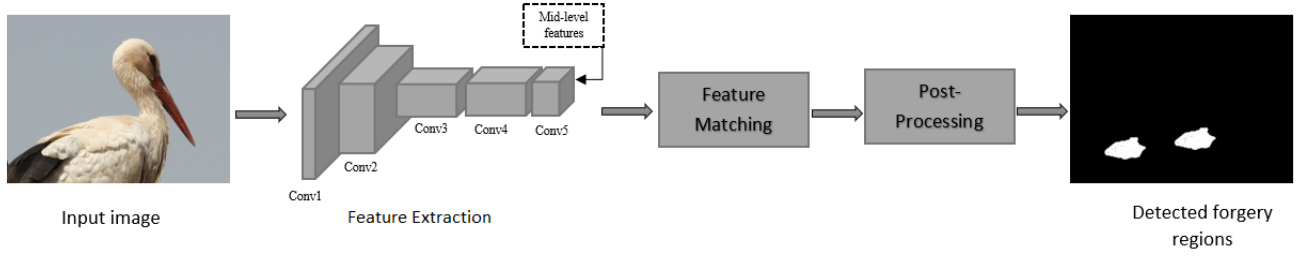 Mid-level
features
Conv1
Conv2
Conv3
Conv4
Conv5
Feature
Matching
Post-
Processing
Input image
Feature Extraction
Detected forgery
regions